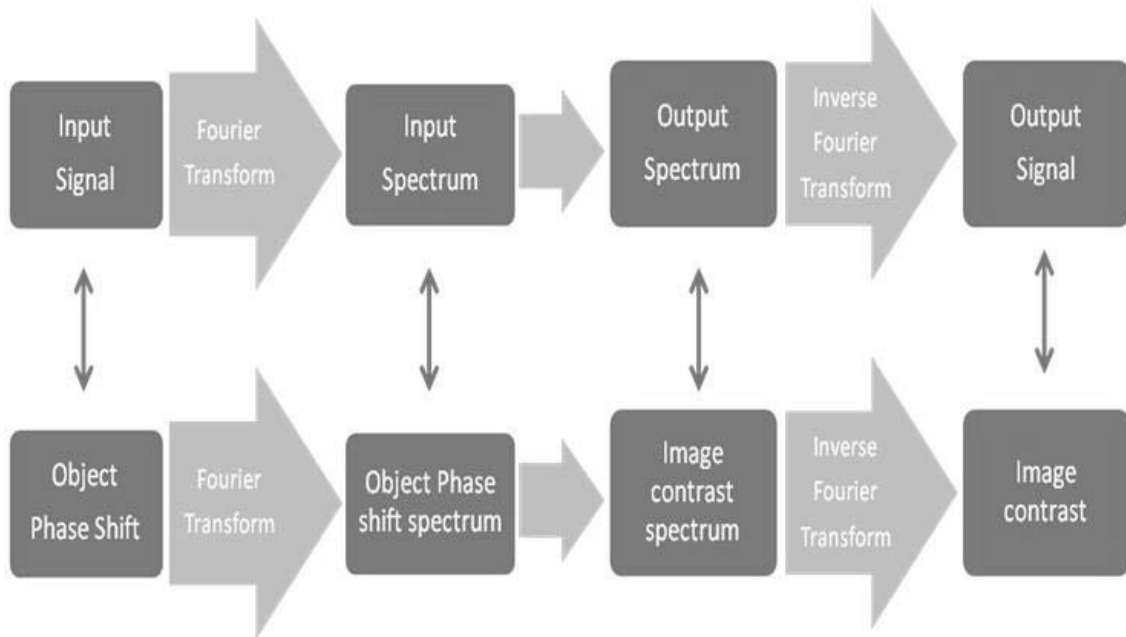 Input
Signal
Fourier
Transform
Input
Spectrum
Output
Spectrum
Inverse
Fourier
Transform
Output
Signal
Object
Phase Shift
Fourier
Transform
Object Phase
shift spectrum
Image
contrast
spectrum
Inverse
Fourier
Transform
Image
contrast